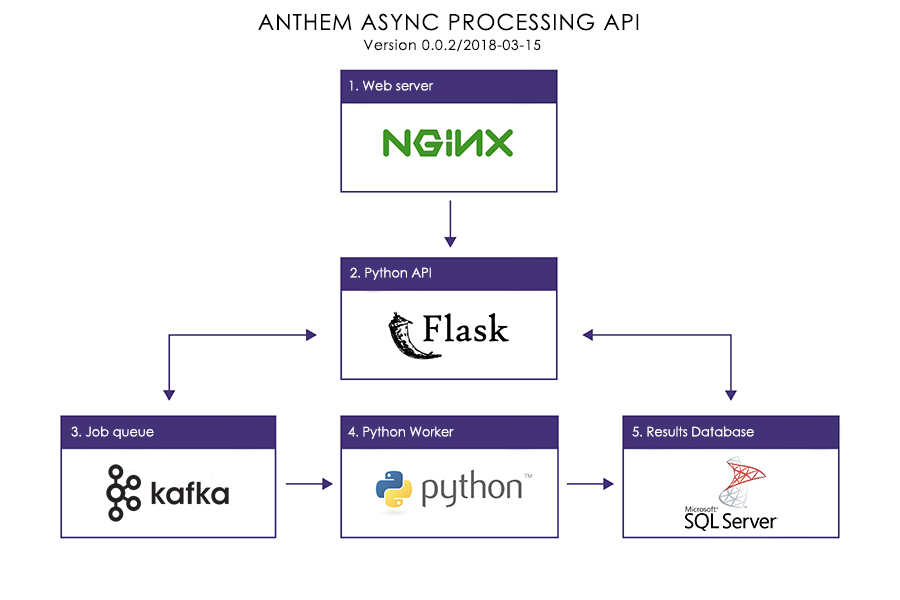 ANTHEM ASYNC PROCESSING API
Version 0.0.2/2018-03-15
1. Web server
NGiNX
2. Python API
Flask
3. Job queue
kafka
4. Python Worker
python™
5. Results Database
Microsoft®
SQL Server